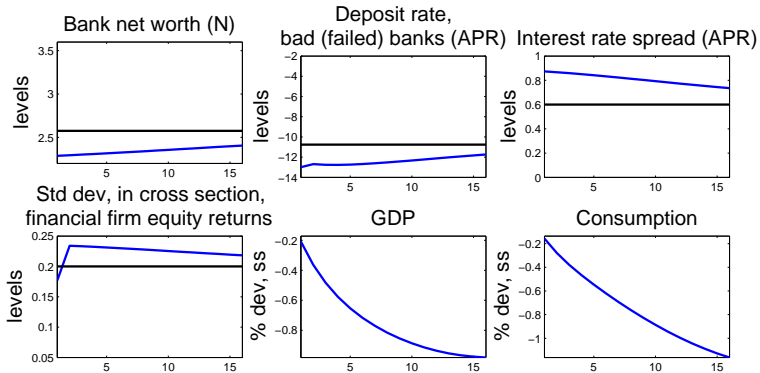 Bank net worth (N)
levels
3.5
3
2.5
5 10 15
Deposit rate,
bad (failed) banks (APR)
levels
−2
−4
−6
−8
−10
−12
−14
5 10 15
Interest rate spread (APR)
levels
1
0.8
0.6
0.4
0.2
0
5 10 15
Std dev, in cross section,
financial firm equity returns
levels
0.25
0.2
0.15
0.1
0.05
5 10 15
GDP
% dev, ss
−0.2
−0.4
−0.6
−0.8
5 10 15
Consumption
% dev, ss
−0.2
−0.4
−0.6
−0.8
−1
5 10 15